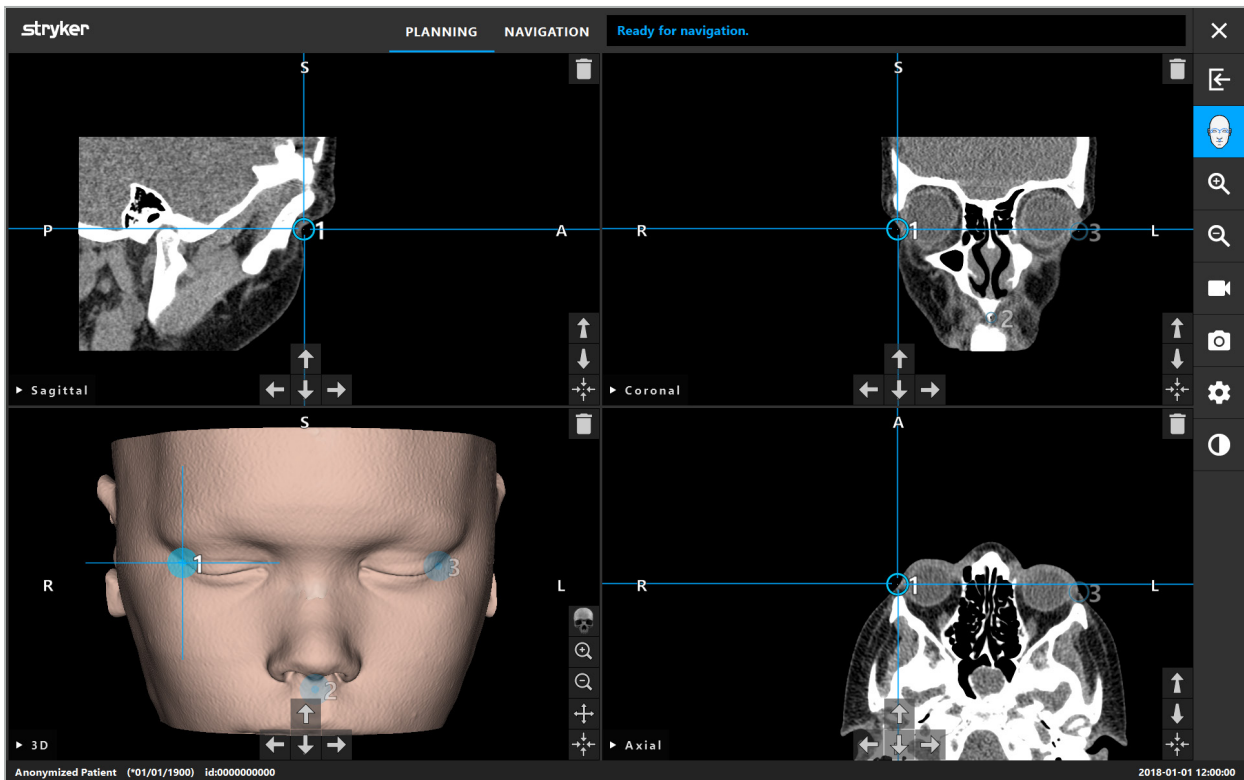 stryker
PLANNING NAVIGATION Ready for navigation.
S
P 1 A
Sagittal
S
R 1 3 L
2
Coronal
S
1 3
R L
2
3D
A
R 1 3 L
Axial
Anonymized Patient (*01/01/1900) id:0000000000 2018-01-01 12:00:00